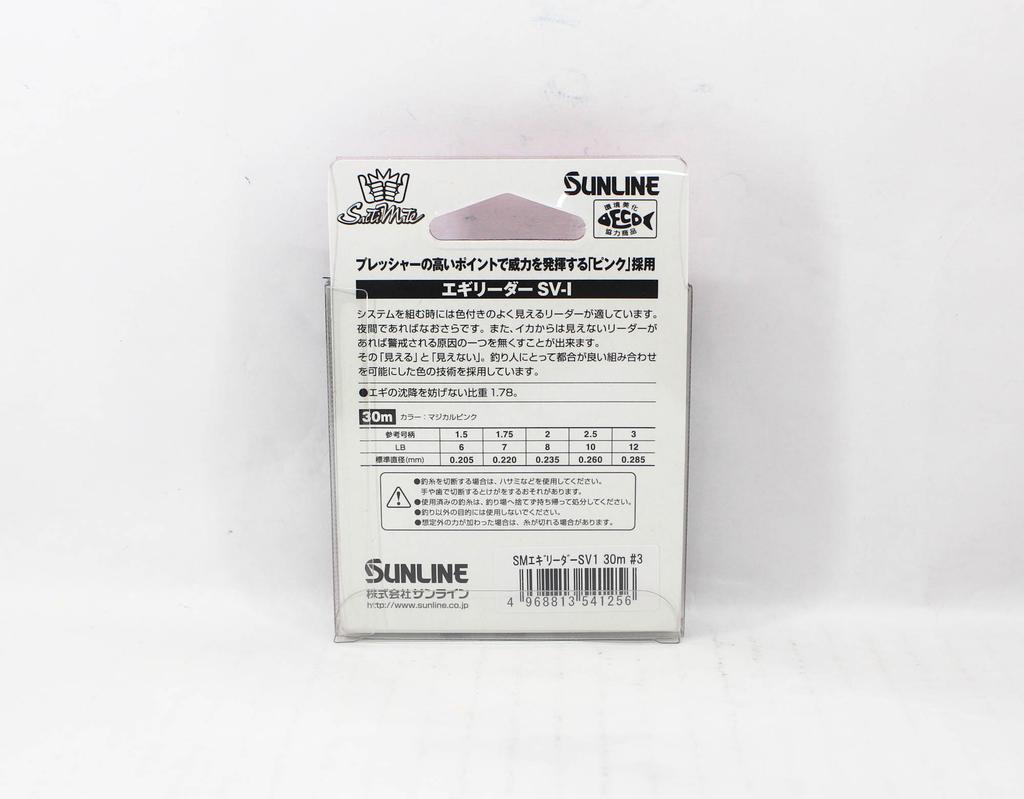 SaltiMate
SUNLINE
環境美化
ECO
協力商品
プレッシャーの高いポイントで威力を発揮する「ピンク」採用
エギリーダー SV-I
システムを組む時には色付きのよく見えるリーダーが適しています。
夜間であればなおさらです。また、イカからは見えないリーダーが
あれば警戒される原因の一つを無くすことが出来ます。
その「見える」と「見えない」。釣り人にとって都合が良い組み合わせ
を可能にした色の技術を採用しています。
●エギの沈降を妨げない比重 1.78。
30m カラー：マジカルピンク
参考号柄 1.5 1.75 2 2.5 3
LB 6 7 8 10 12
標準直径(mm) 0.205 0.220 0.235 0.260 0.285
●釣糸を切断する場合は、ハサミなどを使用してください。
手や歯で切断するとけがをするおそれがあります。
●使用済みの釣糸は、釣り場へ捨てず持ち帰って処分してください。
●釣り以外の目的には使用しないでください。
●想定外の力が加わった場合は、糸が切れる場合があります。
SUNLINE
株式会社サンライン
http://www.sunline.co.jp
SMｴｷﾞﾘｰﾀﾞｰSV1 30m #3
4 968813 541256